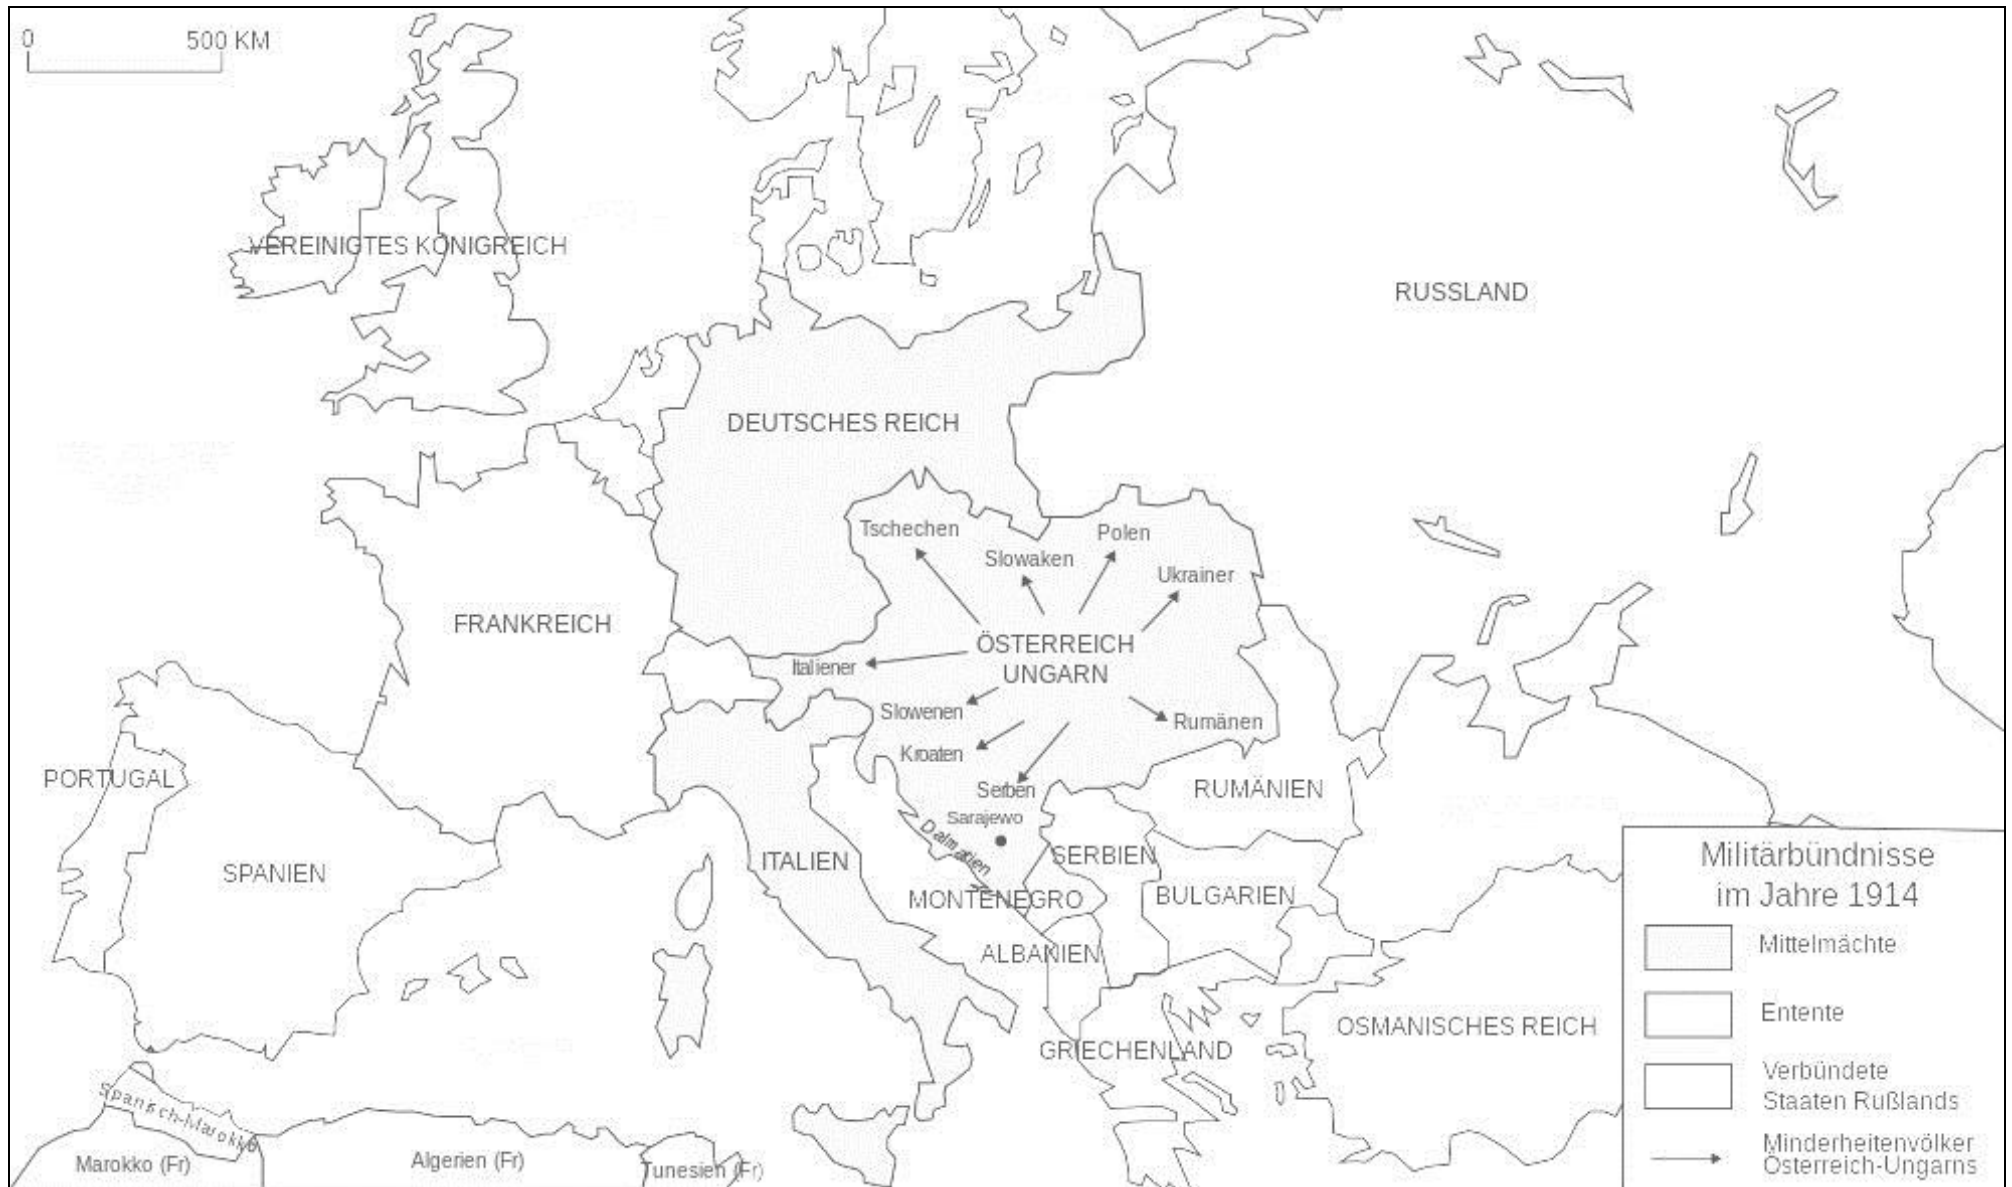 0 500 KM
VEREINIGTES KÖNIGREICH
RUSSLAND
DEUTSCHES REICH
Tschechen
Polen
Slowaken
Ukrainer
FRANKREICH
ÖSTERREICH
UNGARN
Italiener
Slowenen
Rumänen
Kroaten
PORTUGAL
Serben
RUMÄNIEN
Sarajewo
Dalmatien
SERBIEN
ITALIEN
SPANIEN
MONTENEGRO
BULGARIEN
ALBANIEN
OSMANISCHES REICH
GRIECHENLAND
Spanisch-Marokko
Marokko (Fr)
Algerien (Fr)
Tunesien (Fr)
Militärbündnisse
im Jahre 1914
Mittelmächte
Entente
Verbündete
Staaten Rußlands
Minderheitenvölker
Österreich-Ungarns